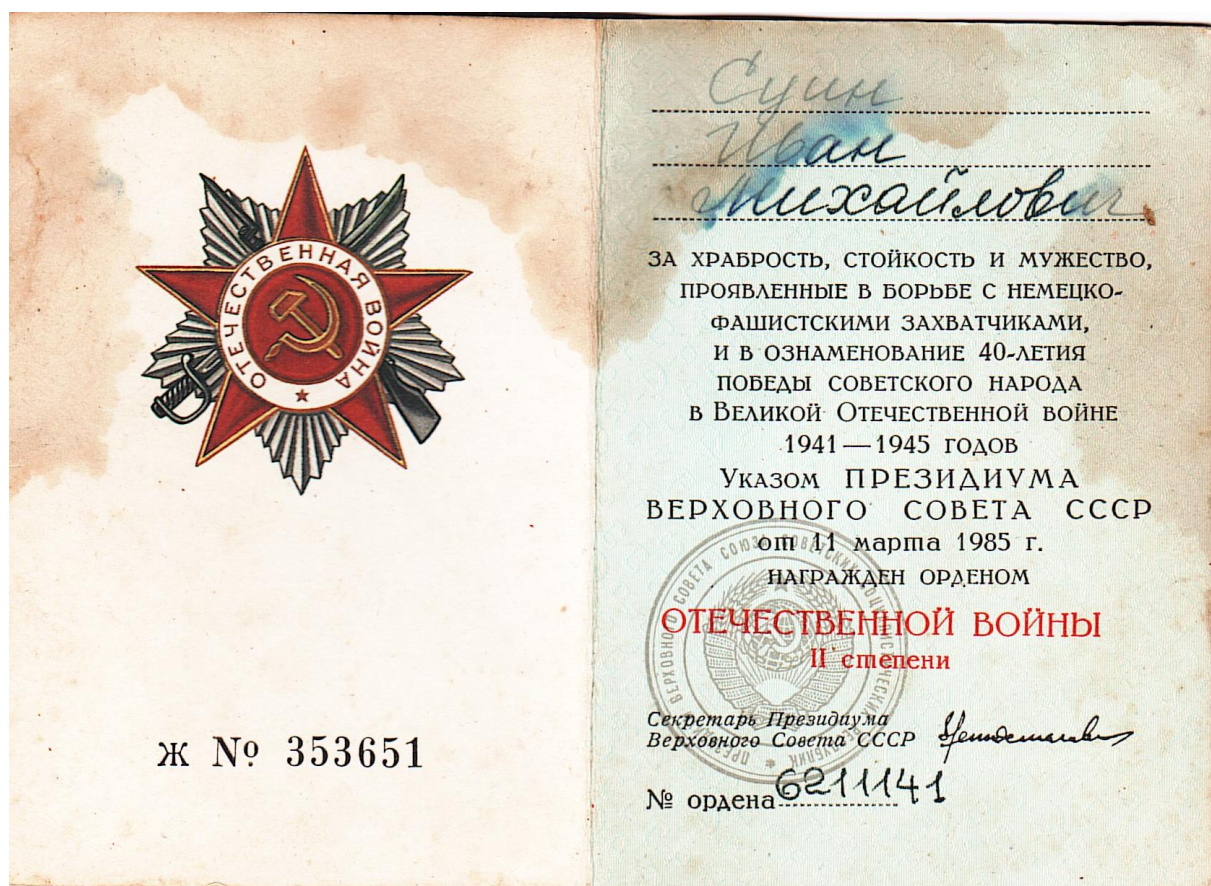 ОТЕЧЕСТВЕННАЯ ВОЙНА
Ж № 353651
Суин
Иван
Михайлович
ЗА ХРАБРОСТЬ, СТОЙКОСТЬ И МУЖЕСТВО,
ПРОЯВЛЕННЫЕ В БОРЬБЕ С НЕМЕЦКО-
ФАШИСТСКИМИ ЗАХВАТЧИКАМИ,
И В ОЗНАМЕНОВАНИЕ 40-ЛЕТИЯ
ПОБЕДЫ СОВЕТСКОГО НАРОДА
В ВЕЛИКОЙ ОТЕЧЕСТВЕННОЙ ВОЙНЕ
1941—1945 ГОДОВ
УКАЗОМ ПРЕЗИДИУМА
ВЕРХОВНОГО СОВЕТА СССР
от 11 марта 1985 г.
НАГРАЖДЕН ОРДЕНОМ
ОТЕЧЕСТВЕННОЙ ВОЙНЫ
II степени
Секретарь Президиума
Верховного Совета СССР
№ ордена 6211141